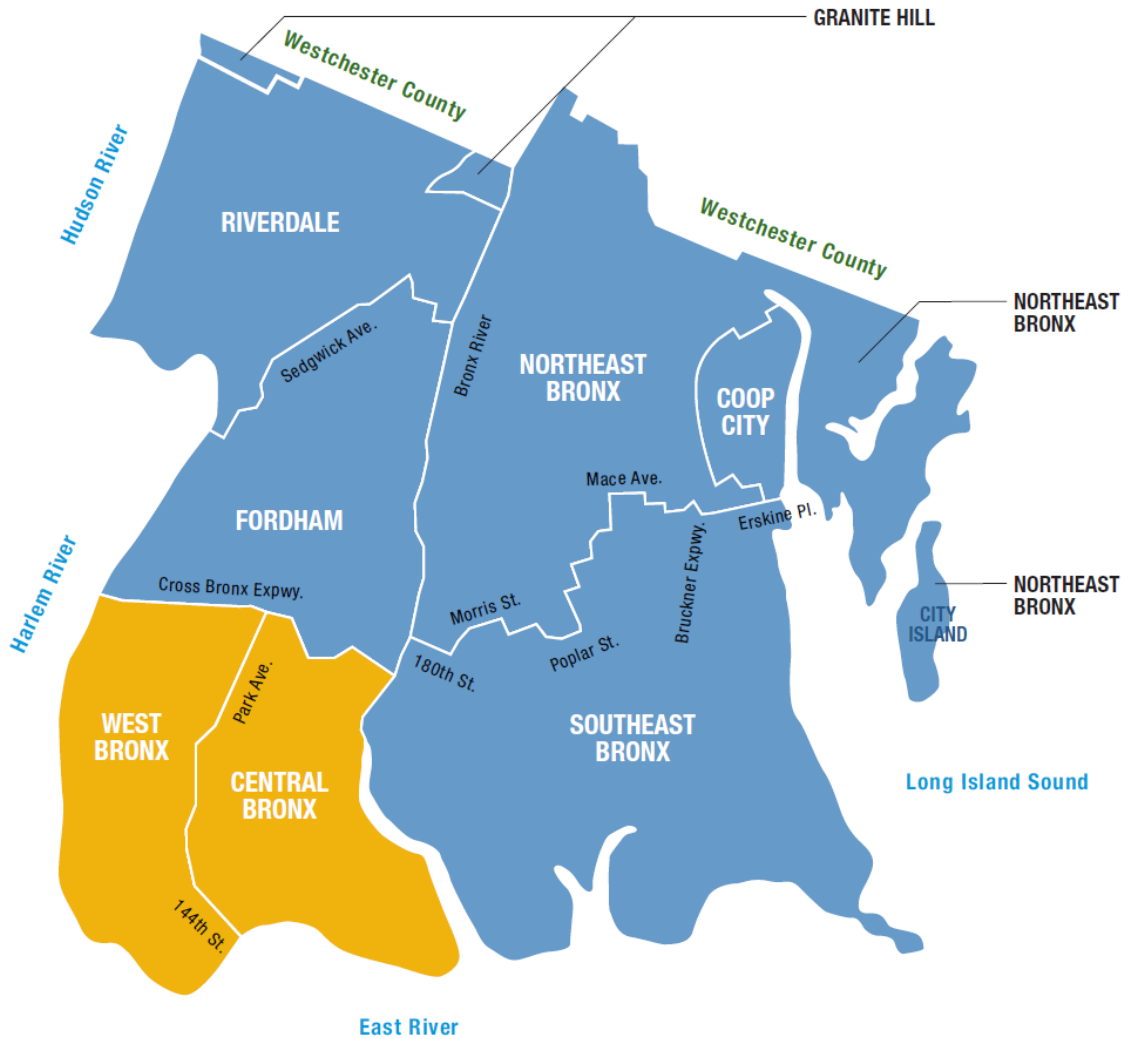 GRANITE HILL
Westchester County
Hudson River
RIVERDALE
Westchester County
NORTHEAST
BRONX
Sedgwick Ave.
Bronx River
NORTHEAST
BRONX
COOP
CITY
Mace Ave.
Erskine Pl.
FORDHAM
Bruckner Expwy.
Harlem River
Cross Bronx Expwy.
Morris St.
NORTHEAST
BRONX
CITY
ISLAND
Poplar St.
180th St.
Park Ave.
WEST
BRONX
SOUTHEAST
BRONX
CENTRAL
BRONX
Long Island Sound
144th St.
East River